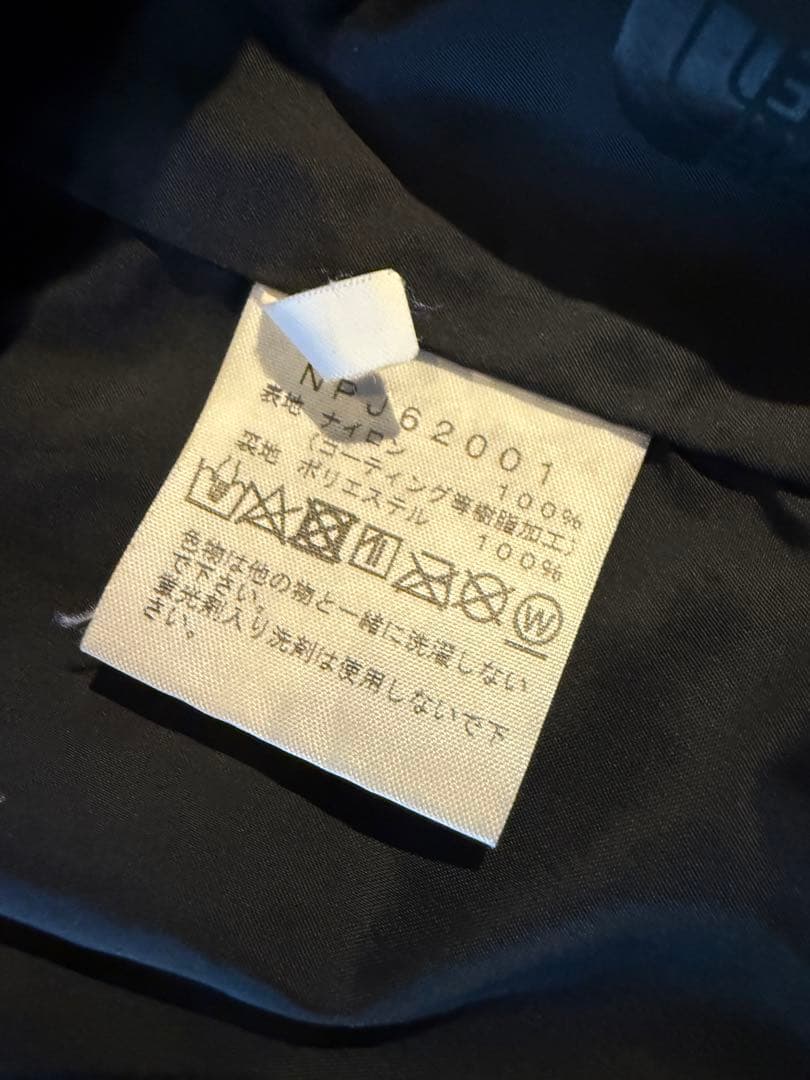 NPJ62001
表地 ナイロン 100%
(コーティング等樹脂加工)
裏地 ポリエステル 100%
W
色物は他の物と一緒に洗濯しない
で下さい。
蛍光剤入り洗剤は使用しないで下
さい。